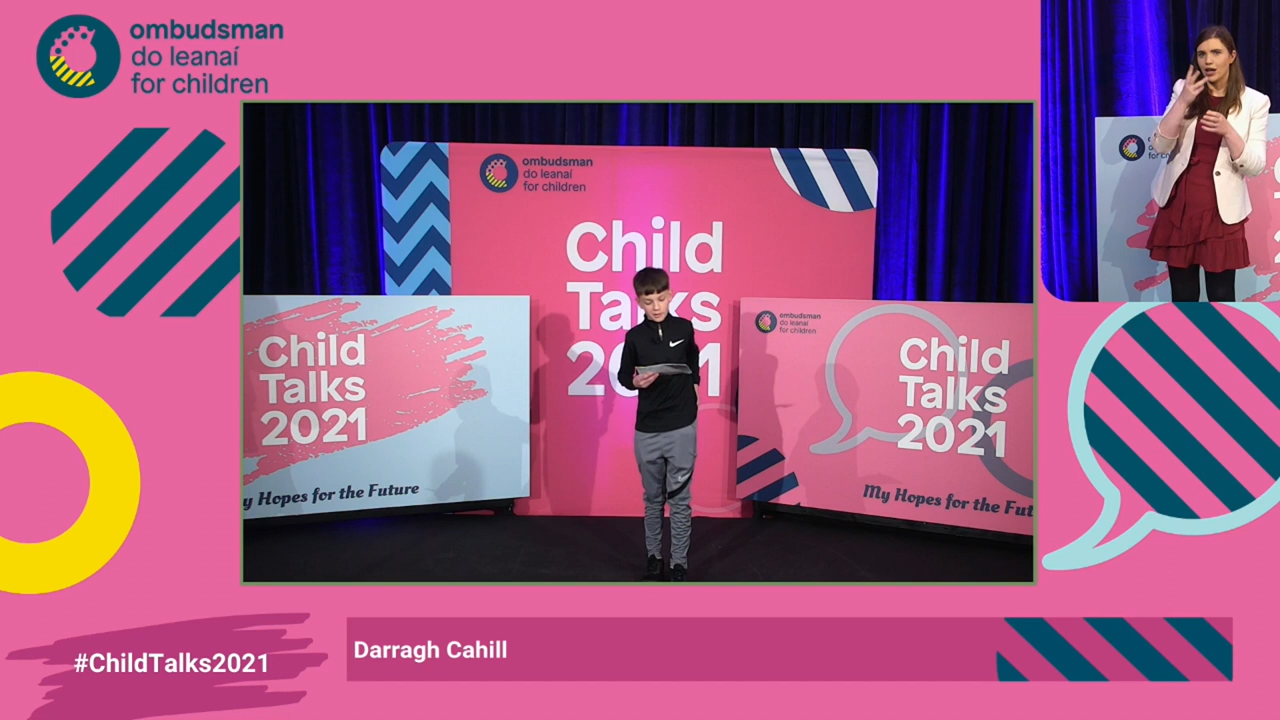 ombudsman
do leanaí
for children
ombudsman
do leanaí
for children
Child
Talks
2021
Child
Talks
2021
y Hopes for the Future
ombudsman
do leanaí
for children
Child
Talks
2021
My Hopes for the Fut
#ChildTalks2021
Darragh Cahill